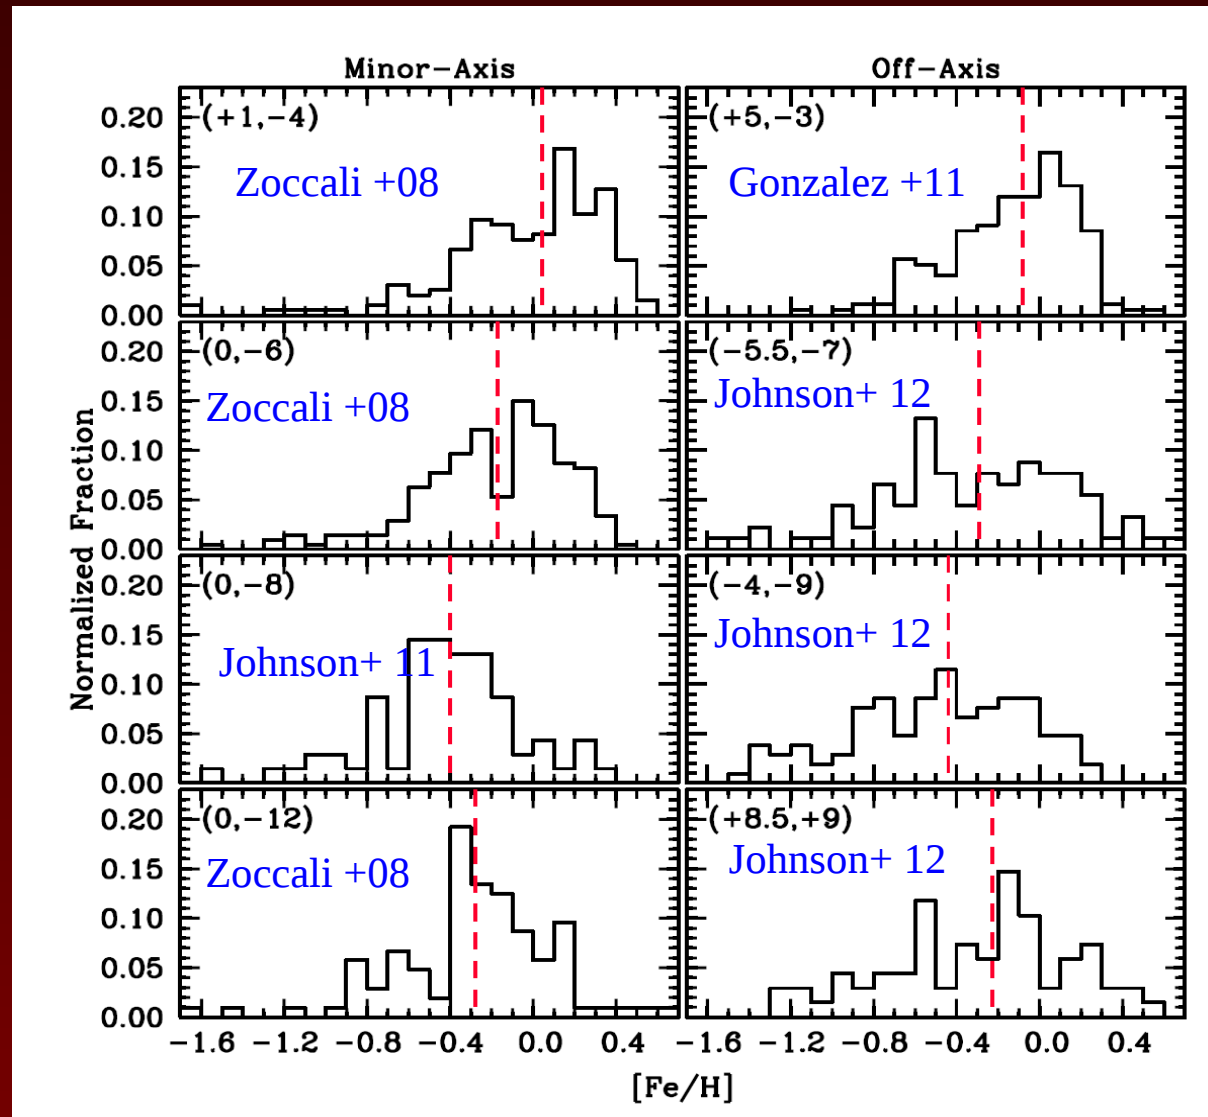 Minor-Axis
Off-Axis
(+1,-4)
Zoccali +08
(+5,-3)
Gonzalez +11
0.20
0.15
0.10
0.05
0.00
(0,-6)
Zoccali +08
(-5.5,-7)
Johnson+ 12
0.20
0.15
0.10
0.05
0.00
(0,-8)
Johnson+ 11
(-4,-9)
Johnson+ 12
0.20
0.15
0.10
0.05
0.00
(0,-12)
Zoccali +08
(+8.5,+9)
Johnson+ 12
0.20
0.15
0.10
0.05
0.00
Normalized Fraction
-1.6 -1.2 -0.8 -0.4 0.0 0.4
-1.6 -1.2 -0.8 -0.4 0.0 0.4
[Fe/H]